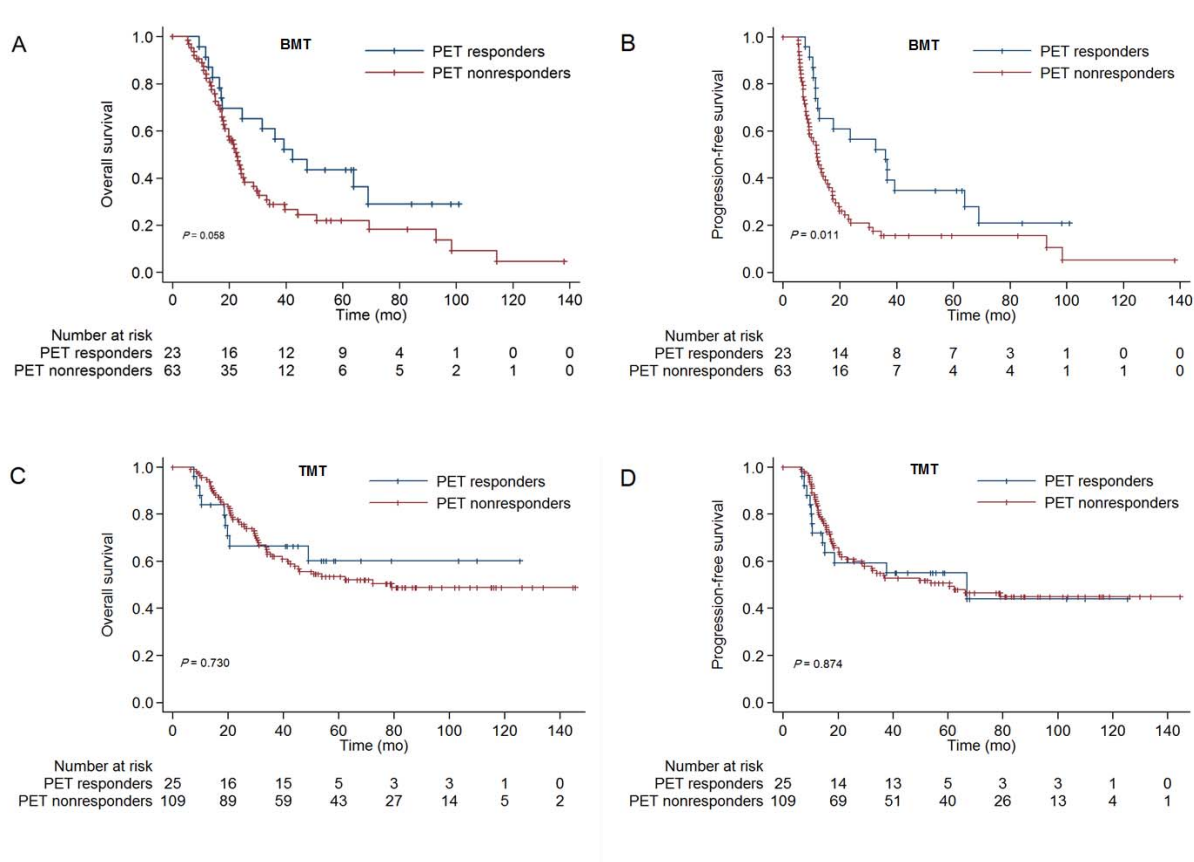 A
BMT
PET responders
PET nonresponders
Overall survival
1.0
0.8
0.6
0.4
0.2
0.0
P = 0.058
0 20 40 60 80 100 120 140
Time (mo)
Number at risk
PET responders 23 16 12 9 4 1 0 0
PET nonresponders 63 35 12 6 5 2 1 0
B
BMT
PET responders
PET nonresponders
Progression-free survival
1.0
0.8
0.6
0.4
0.2
0.0
P = 0.011
0 20 40 60 80 100 120 140
Time (mo)
Number at risk
PET responders 23 14 8 7 3 1 0 0
PET nonresponders 63 16 7 4 4 1 1 0
C
TMT
PET responders
PET nonresponders
Overall survival
1.0
0.8
0.6
0.4
0.2
0.0
P = 0.730
0 20 40 60 80 100 120 140
Time (mo)
Number at risk
PET responders 25 16 15 5 3 3 1 0
PET nonresponders 109 89 59 43 27 14 5 2
D
TMT
PET responders
PET nonresponders
Progression-free survival
1.0
0.8
0.6
0.4
0.2
0.0
P = 0.874
0 20 40 60 80 100 120 140
Time (mo)
Number at risk
PET responders 25 14 13 5 3 3 1 0
PET nonresponders 109 69 51 40 26 13 4 1